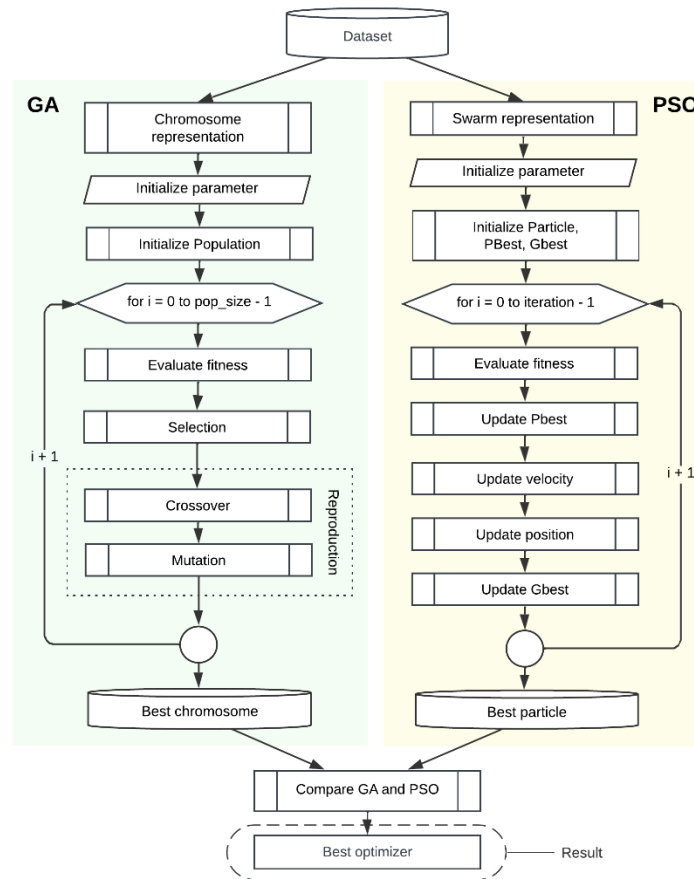 Dataset
GA
Chromosome
representation
Initialize parameter
Initialize Population
for i = 0 to pop_size - 1
Evaluate fitness
Selection
i + 1
Crossover
Mutation
Reproduction
Best chromosome
PSO
Swarm representation
Initialize parameter
Initialize Particle,
PBest, Gbest
for i = 0 to iteration - 1
Evaluate fitness
Update Pbest
Update velocity
i + 1
Update position
Update Gbest
Best particle
Compare GA and PSO
Best optimizer
Result